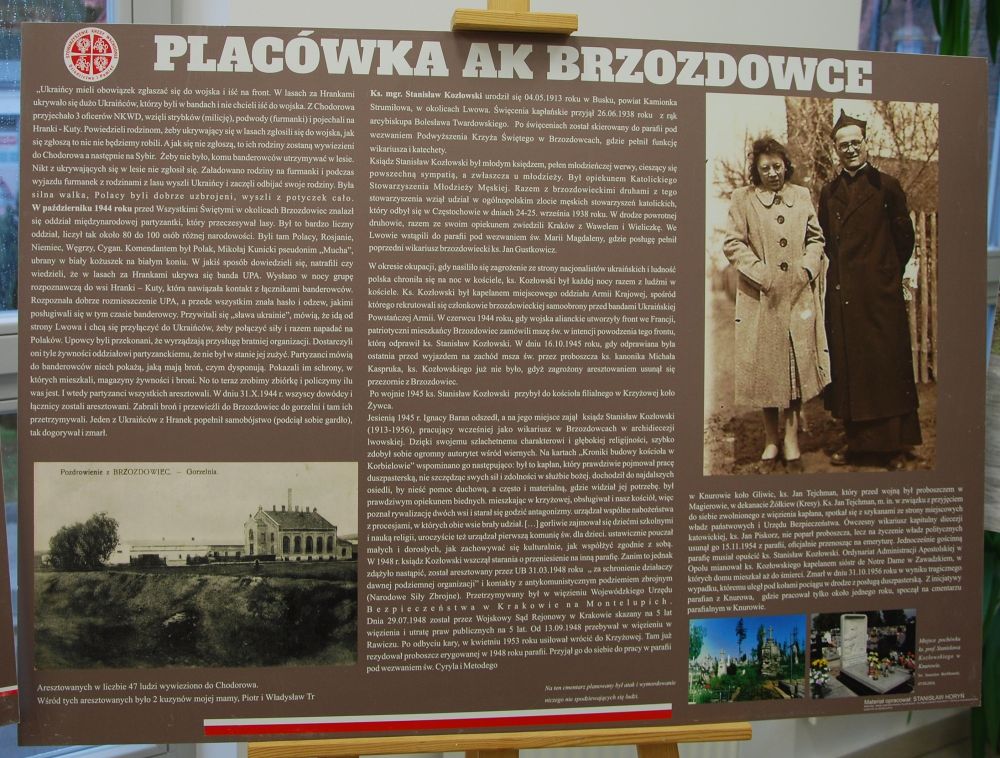 PLACÓWKA AK BRZOZDOWCE
„Ukraińcy mieli obowiązek zgłaszać się do wojska i iść na front. W lasach za Hrankami
ukrywało się dużo Ukraińców, którzy byli w bandach i nie chcieli iść do wojska. Z Chodorowa
przyjechało 3 oficerów NKWD, wzięli strybków (milicję), podwody (furmanki) i pojechali na
Hranki - Kuty. Powiedzieli rodzinom, żeby ukrywający się w lasach zgłosili się do wojska, jak
się zgłoszą to nic nie będziemy robili. A jak się nie zgłoszą, to ich rodziny zostaną wywiezieni
do Chodorowa a następnie na Sybir. Żeby nie było, komu banderowców utrzymywać w lesie.
Nikt z ukrywających się w lesie nie zgłosił się. Załadowano rodziny na furmanki i podczas
wyjazdu furmanek z rodzinami z lasu wyszli Ukraińcy i zaczęli odbijać swoje rodziny. Była
silna walka, Polacy byli dobrze uzbrojeni, wyszli z potyczek cało.
W październiku 1944 roku przed Wszystkimi Świętymi w okolicach Brzozdowiec znalazł
się oddział międzynarodowej partyzantki, który przeczesywał lasy. Był to bardzo liczny
oddział, liczył tak około 80 do 100 osób różnej narodowości. Byli tam Polacy, Rosjanie,
Niemiec, Węgrzy, Cygan. Komendantem był Polak, Mikołaj Kunicki pseudonim „Mucha”,
ubrany w biały kożuszek na białym koniu. W jakiś sposób dowiedzieli się, natrafili czy
wiedzieli, że w lasach za Hrankami ukrywa się banda UPA. Wysłano w nocy grupę
rozpoznawczą do wsi Hranki – Kuty, która nawiązała kontakt z łącznikami banderowców.
Rozpoznała dobrze rozmieszczenie UPA, a przede wszystkim znała hasło i odzew, jakimi
posługiwali się w tym czasie banderowcy. Przywitali się „sława ukrainie”, mówią, że idą od
strony Lwowa i chcą się przyłączyć do Ukraińców, żeby połączyć siły i razem napadać na
Polaków. Upowcy byli przekonani, że wyrządzają przysługę bratniej organizacji. Dostarczyli
oni tyle żywności oddziałowi partyzanckiemu, że nie był w stanie jej zużyć. Partyzanci mówią
do banderowców niech pokażą, jaką mają broń, czym dysponują. Pokazali im schrony, w
których mieszkali, magazyny żywności i broni. No to teraz zrobimy zbiórkę i policzymy ilu
was jest. I wtedy partyzanci wszystkich aresztowali. W dniu 31.X.1944 r. wszyscy dowódcy i
łącznicy zostali aresztowani. Zabrali broń i przewieźli do Brzozdowiec do gorzelni i tam ich
przetrzymywali. Jeden z Ukraińców z Hranek popełnił samobójstwo (podciął sobie gardło),
tak dogorywał i zmarł.
Pozdrowienie z BRZOZDOWIEC. – Gorzelnia.
Aresztowanych w liczbie 47 ludzi wywieziono do Chodorowa.
Wśród tych aresztowanych było 2 kuzynów mojej mamy, Piotr i Władysław Tr
Ks. mgr. Stanisław Kozłowski urodził się 04.05.1913 roku w Busku, powiat Kamionka
Strumiłowa, w okolicach Lwowa. Święcenia kapłańskie przyjął 26.06.1938 roku z rąk
arcybiskupa Bolesława Twardowskiego. Po święceniach został skierowany do parafii pod
wezwaniem Podwyższenia Krzyża Świętego w Brzozdowcach, gdzie pełnił funkcję
wikariusza i katechety.
Ksiądz Stanisław Kozłowski był młodym księdzem, pełen młodzieńczej werwy, cieszący się
powszechną sympatią, a zwłaszcza u młodzieży. Był opiekunem Katolickiego
Stowarzyszenia Młodzieży Męskiej. Razem z brzozdowieckimi druhami z tego
stowarzyszenia wziął udział w ogólnopolskim zlocie męskich stowarzyszeń katolickich,
który odbył się w Częstochowie w dniach 24-25. września 1938 roku. W drodze powrotnej
druhowie, razem ze swoim opiekunem zwiedzili Kraków z Wawelem i Wieliczkę. We
Lwowie wstąpili do parafii pod wezwaniem św. Marii Magdaleny, gdzie posługę pełnił
poprzedni wikariusz brzozdowiecki ks. Jan Gustkowicz.
W okresie okupacji, gdy nasiliło się zagrożenie ze strony nacjonalistów ukraińskich i ludność
polska chroniła się na noc w kościele, ks. Kozłowski był każdej nocy razem z ludźmi w
kościele. Ks. Kozłowski był kapelanem miejscowego oddziału Armii Krajowej, spośród
którego rekrutowali się członkowie brzozdowieckiej samoobrony przed bandami Ukraińskiej
Powstańczej Armii. W czerwcu 1944 roku, gdy wojska alianckie utworzyły front we Francji,
patriotyczni mieszkańcy Brzozdowiec zamówili mszę św. w intencji powodzenia tego frontu,
którą odprawił ks. Stanisław Kozłowski. W dniu 16.10.1945 roku, gdy odprawiana była
ostatnia przed wyjazdem na zachód msza św. przez proboszcza ks. kanonika Michała
Kaspruka, ks. Kozłowskiego już nie było, gdyż zagrożony aresztowaniem usunął się
przezornie z Brzozdowiec.
Po wojnie 1945 ks. Stanisław Kozłowski przybył do kościoła filialnego w Krzyżowej koło
Żywca.
Jesienią 1945 r. Ignacy Baran odszedł, a na jego miejsce zajął ksiądz Stanisław Kozłowski
(1913-1956), pracujący wcześniej jako wikariusz w Brzozdowcach w archidiecezji
lwowskiej. Dzięki swojemu szlachetnemu charakterowi i głębokiej religijności, szybko
zdobył sobie ogromny autorytet wśród wiernych. Na kartach „Kroniki budowy kościoła w
Korbielowie” wspominano go następująco: był to kapłan, który prawdziwie pojmował pracę
duszpasterską, nie szczędząc swych sił i zdolności w służbie bożej. dochodził do najdalszych
osiedli, by nieść pomoc duchową, a często i materialną, gdzie widział jej potrzebę. był
prawdziwym opiekunem biednych. mieszkając w krzyżowej, obsługiwał i nasz kościół, więc
poznał rywalizację dwóch wsi i starał się godzić antagonizmy. urządzał wspólne nabożeństwa
z procesjami, w których obie wsie brały udział. [...] gorliwie zajmował się dziećmi szkolnymi
i nauką religii, uroczyście też urządzał pierwszą komunię św. dla dzieci. ustawicznie pouczał
małych i dorosłych, jak zachowywać się kulturalnie, jak współżyć zgodnie z sobą.
W 1948 r. ksiądz Kozłowski wszczął starania o przeniesienie na inną parafię. Zanim to jednak
zdążyło nastąpić, został aresztowany przez UB 31.03.1948 roku „ za schronienie działaczy
dawnej podziemnej organizacji” i kontakty z antykomunistycznym podziemiem zbrojnym
(Narodowe Siły Zbrojne). Przetrzymywany był w więzieniu Wojewódzkiego Urzędu
Bezpieczeństwa w Krakowie na Montelupich.
Dnia 29.07.1948 został przez Wojskowy Sąd Rejonowy w Krakowie skazany na 5 lat
więzienia i utratę praw publicznych na 5 lat. Od 13.09.1948 przebywał w więzieniu w
Rawiczu. Po odbyciu kary, w kwietniu 1953 roku usiłował wrócić do Krzyżowej. Tam już
rezydował proboszcz erygowanej w 1948 roku parafii. Przyjął go do siebie do pracy w parafii
pod wezwaniem św. Cyryla i Metodego
Na ten cmentarz planowany był atak i wymordowanie
niczego nie spodziewających się ludzi.
w Knurowie koło Gliwic, ks. Jan Tejchman, który przed wojną był proboszczem w
Magierowie, w dekanacie Żółkiew (Kresy). Ks. Jan Tejchman, m. in. w związku z przyjęciem
do siebie zwolnionego z więzienia kapłana, spotkał się z szykanami ze strony miejscowych
władz państwowych i Urzędu Bezpieczeństwa. Ówczesny wikariusz kapitulny diecezji
katowickiej, ks. Jan Piskorz, nie poparł proboszcza, lecz na życzenie władz politycznych
usunął go 15.11.1954 z parafii, oficjalnie przenosząc na emeryturę. Jednocześnie gościnną
parafię musiał opuścić ks. Stanisław Kozłowski. Ordynariat Administracji Apostolskiej w
Opolu mianował ks. Kozłowskiego kapelanem sióstr de Notre Dame w Zawadzkiem, w
których domu mieszkał aż do śmierci. Zmarł w dniu 31.10.1956 roku w wyniku tragicznego
wypadku, któremu uległ pod kołami pociągu w drodze z posługą duszpasterską. Z inicjatywy
parafian z Knurowa, gdzie pracował tylko około jednego roku, spoczął na cmentarzu
parafialnym w Knurowie.
Miejsce pochówku
ks. prof. Stanisława
Kozłowskiego w
Knurowie.
Materiał opracował: STANISŁAW HORYŃ